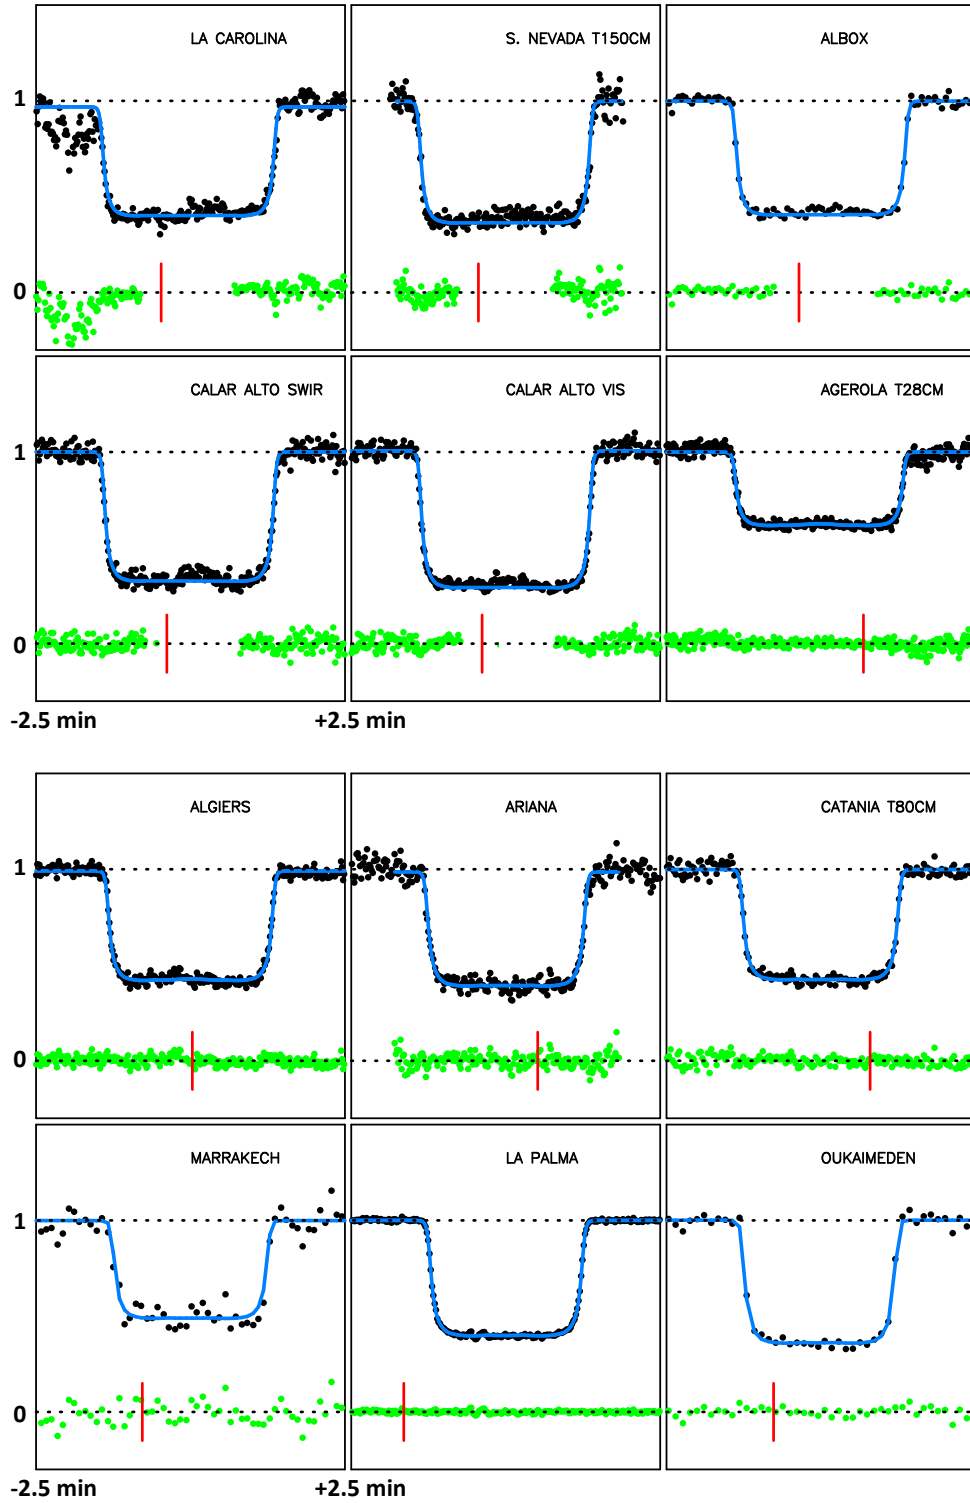 LA CAROLINA
S. NEVADA T150CM
ALBOX
1
0
CALAR ALTO SWIR
CALAR ALTO VIS
AGEROLA T28CM
1
0
-2.5 min
+2.5 min
ALGIERS
ARIANA
CATANIA T80CM
1
0
MARRAKECH
LA PALMA
OUKAIMEDEN
1
0
-2.5 min
+2.5 min